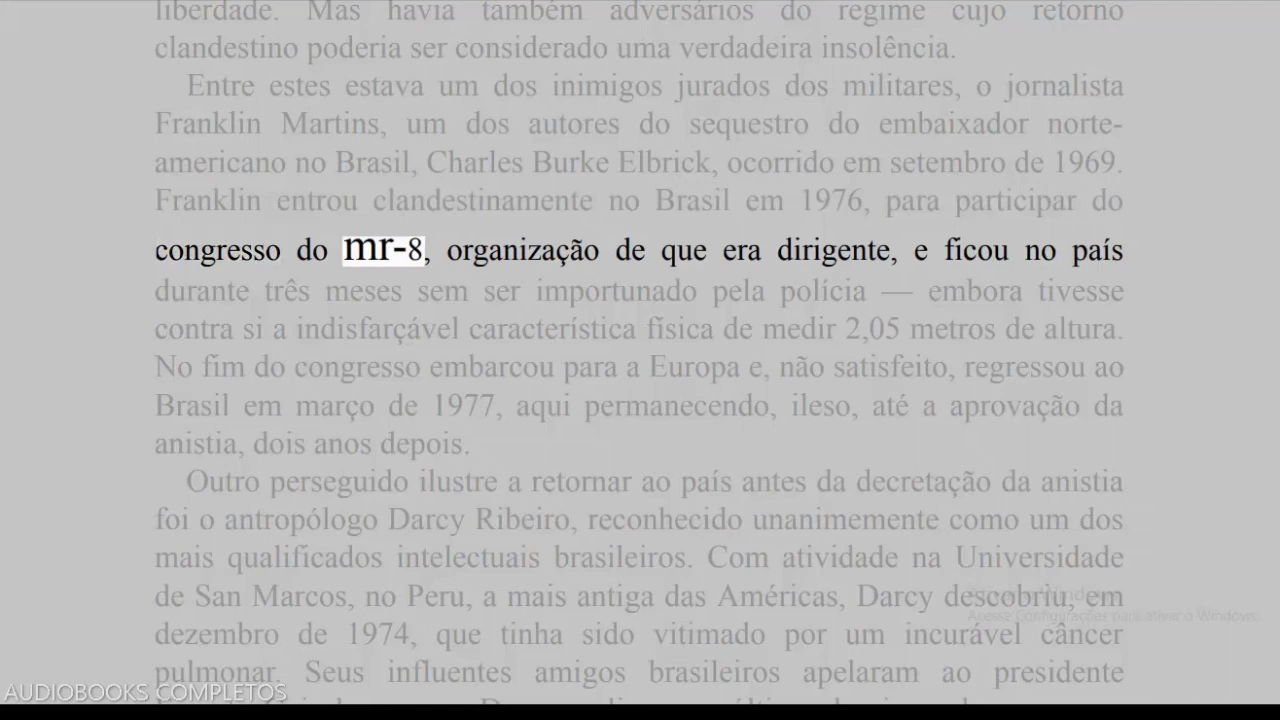 liberdade. Mas havia também adversários do regime cujo retorno
clandestino poderia ser considerado uma verdadeira insolência.
Entre estes estava um dos inimigos jurados dos militares, o jornalista
Franklin Martins, um dos autores do sequestro do embaixador norte-
americano no Brasil, Charles Burke Elbrick, ocorrido em setembro de 1969.
Franklin entrou clandestinamente no Brasil em 1976, para participar do
congresso do mr-8, organização de que era dirigente, e ficou no país
durante três meses sem ser importunado pela polícia — embora tivesse
contra si a indisfarçável característica física de medir 2,05 metros de altura.
No fim do congresso embarcou para a Europa e, não satisfeito, regressou ao
Brasil em março de 1977, aqui permanecendo, ileso, até a aprovação da
anistia, dois anos depois.
Outro perseguido ilustre a retornar ao país antes da decretação da anistia
foi o antropólogo Darcy Ribeiro, reconhecido unanimemente como um dos
mais qualificados intelectuais brasileiros. Com atividade na Universidade
de San Marcos, no Peru, a mais antiga das Américas, Darcy descobriu, em
dezembro de 1974, que tinha sido vitimado por um incurável câncer
pulmonar. Seus influentes amigos brasileiros apelaram ao presidente
Acesse Configurações para ativar o Windows.
AUDIOBOOKS COMPLETOS